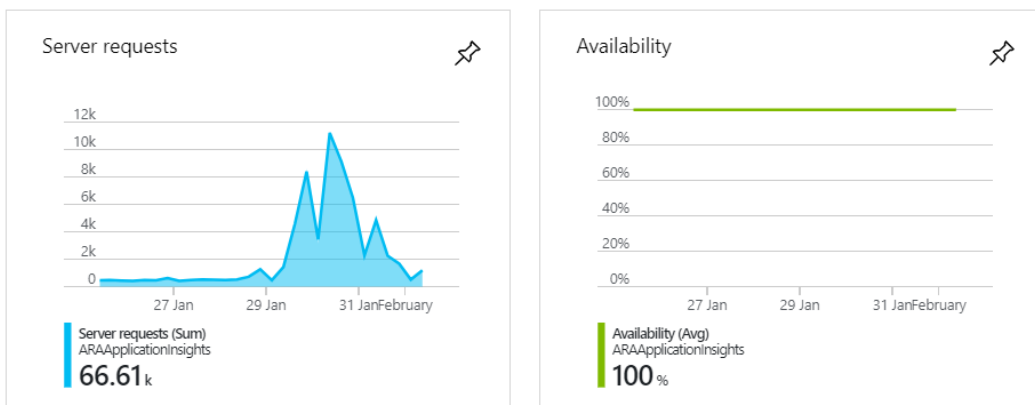 Server requests
12k
10k
8k
6k
4k
2k
0
27 Jan
29 Jan
31 Jan
February
Server requests (Sum)
ARAApplicationInsights
66.61 k
Availability
100%
80%
60%
40%
20%
0%
27 Jan
29 Jan
31 Jan
February
Availability (Avg)
ARAApplicationInsights
100 %